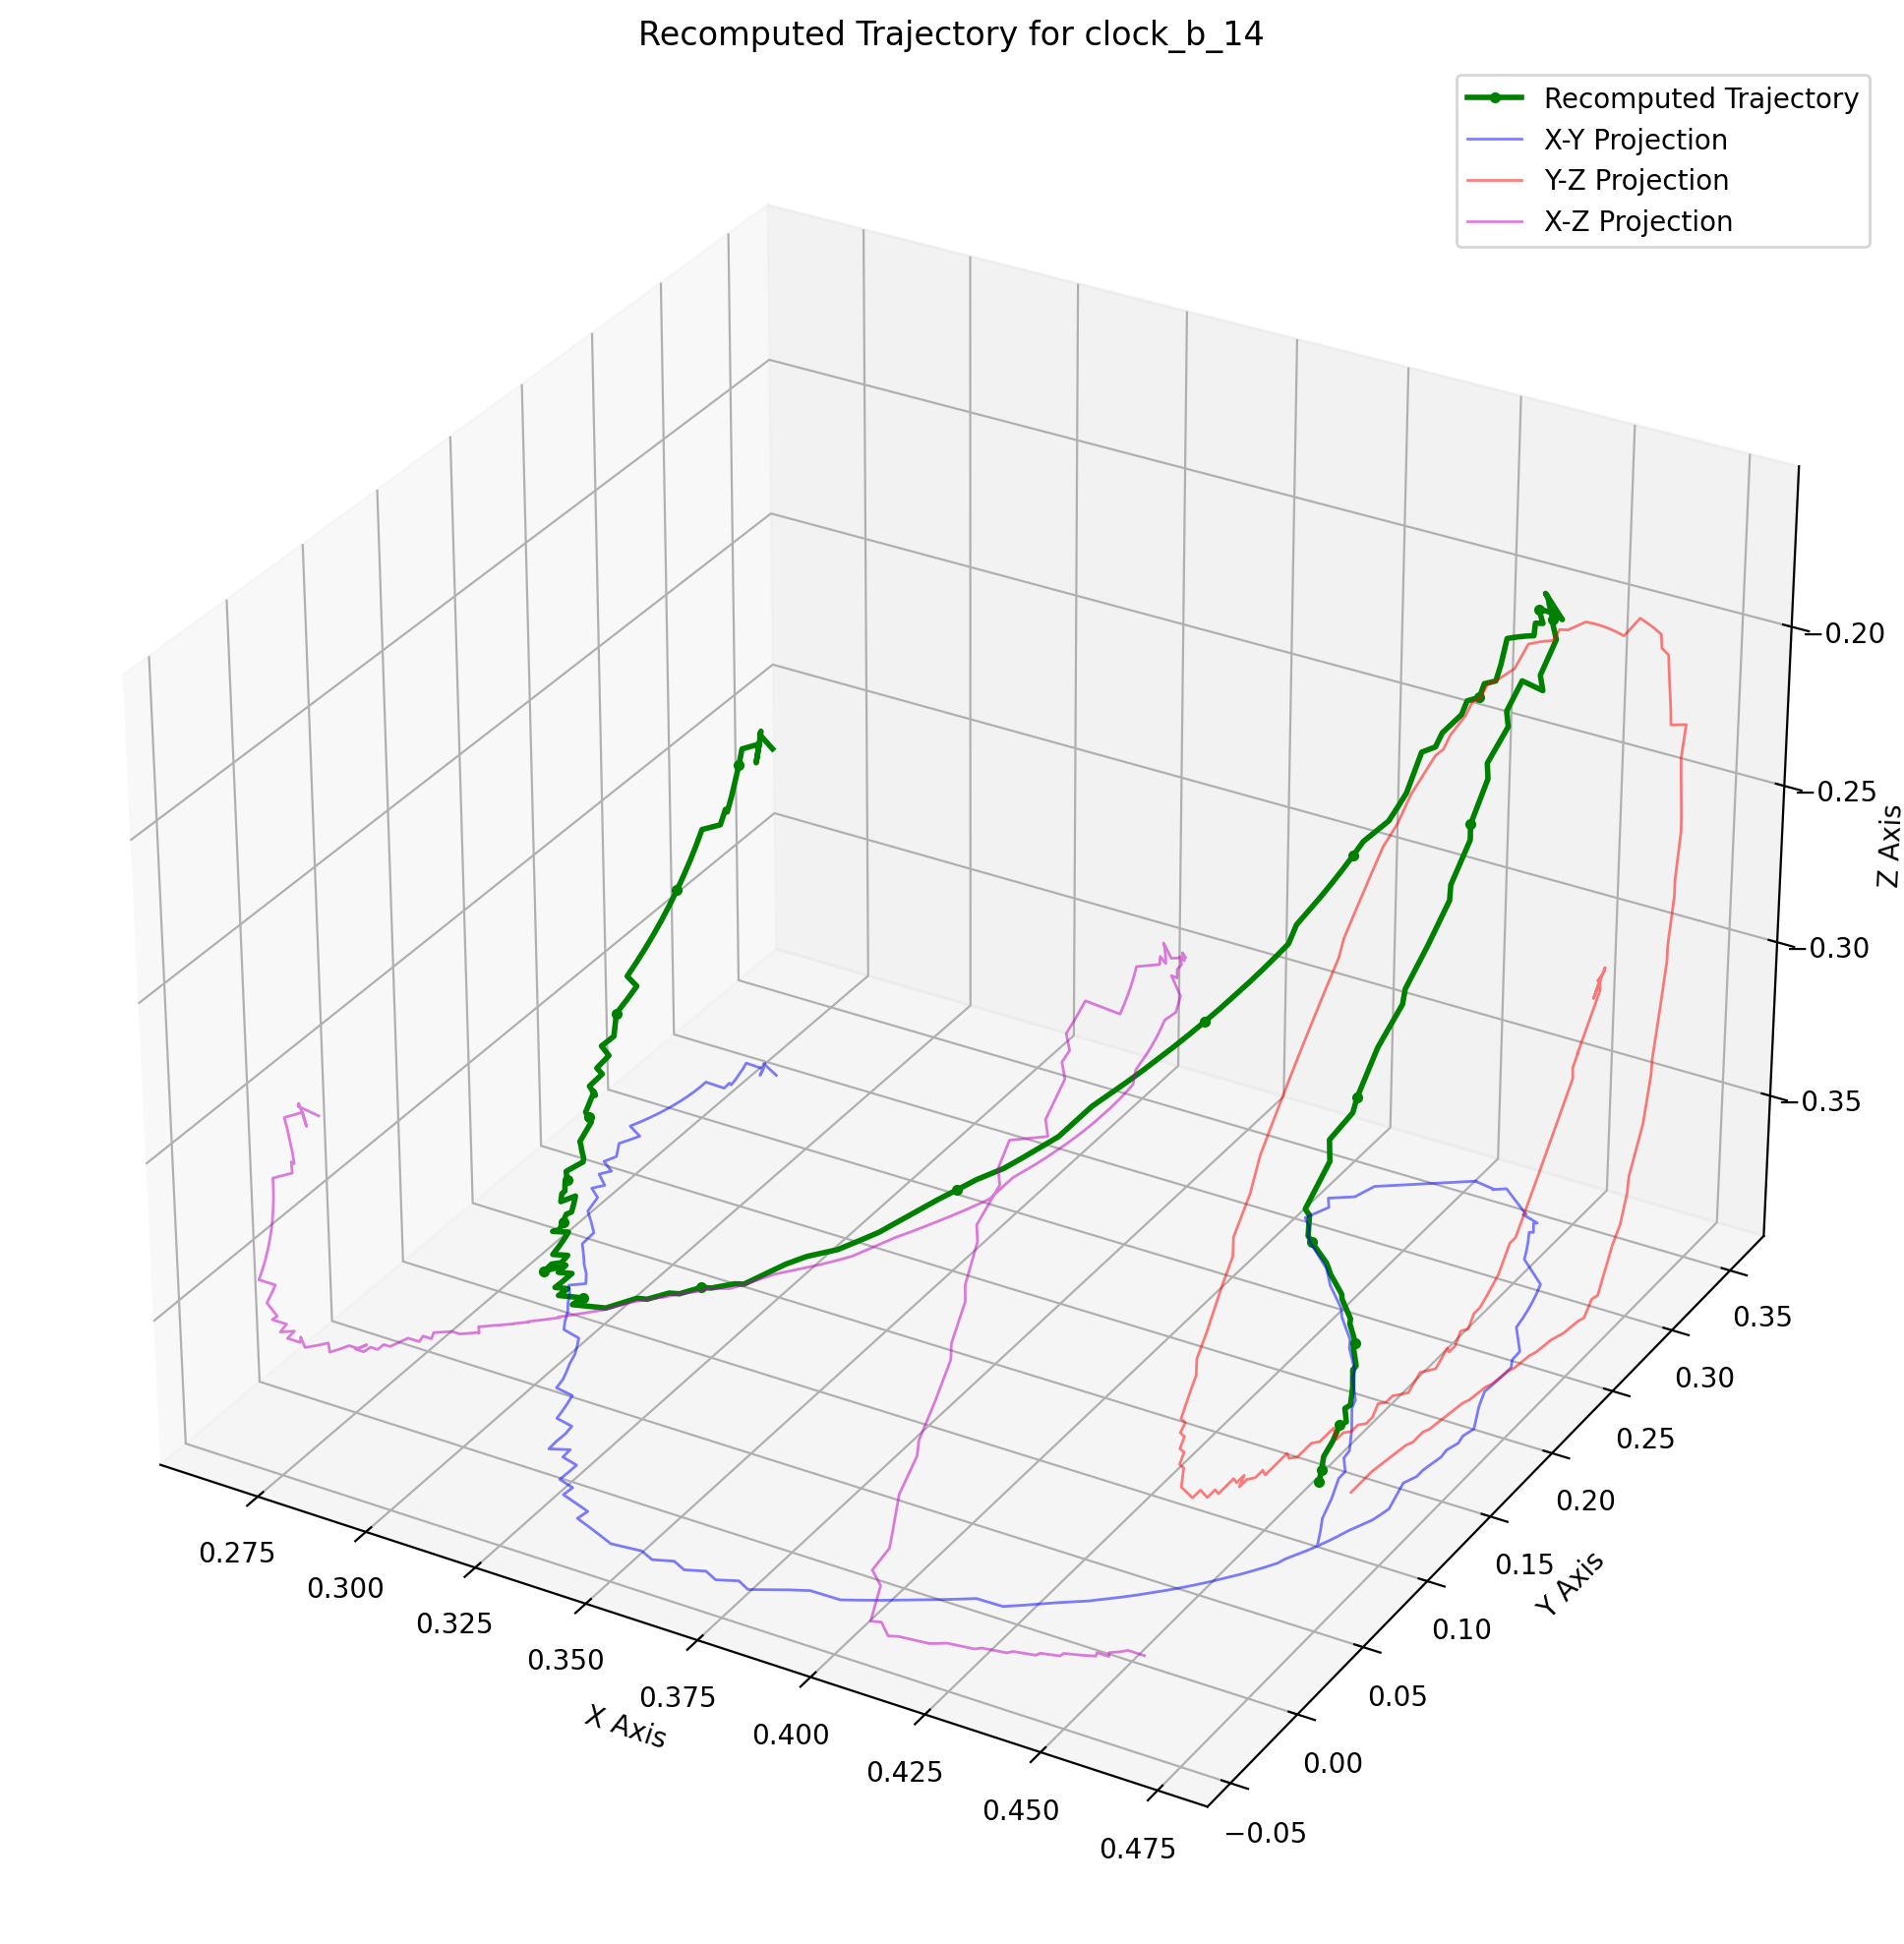 Recomputed Trajectory for clock_b_14
Recomputed Trajectory
X-Y Projection
Y-Z Projection
X-Z Projection
−0.20
−0.25
−0.30
−0.35
Z Axis
0.35
0.30
0.25
0.20
0.15
0.10
0.05
0.00
−0.05
Y Axis
0.275
0.300
0.325
0.350
0.375
0.400
0.425
0.450
0.475
X Axis